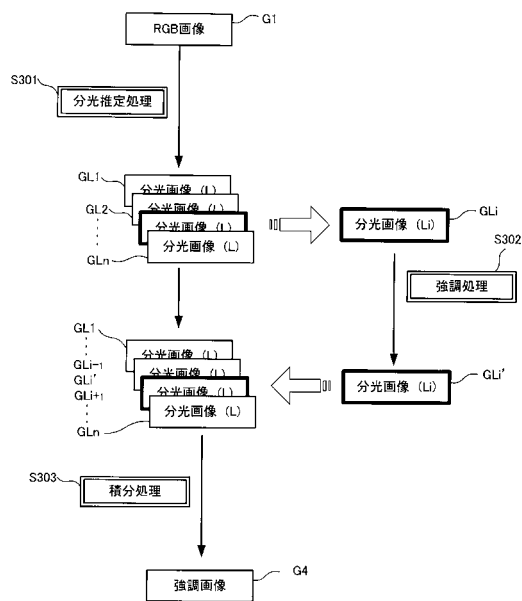 RGB画像
G1
S301
分光推定処理
GL1
分光画像 (L)
GL2
分光画像 (L)
分光画像 (L)
分光画像 (L)
GLn
分光画像 (Li)
GLi
S302
強調処理
GL1
分光画像 (L)
GLi-1
分光画像 (L)
GLi'
分光画像 (L)
GLi+1
分光画像 (L)
GLn
分光画像 (Li)
GLi'
S303
積分処理
強調画像
G4